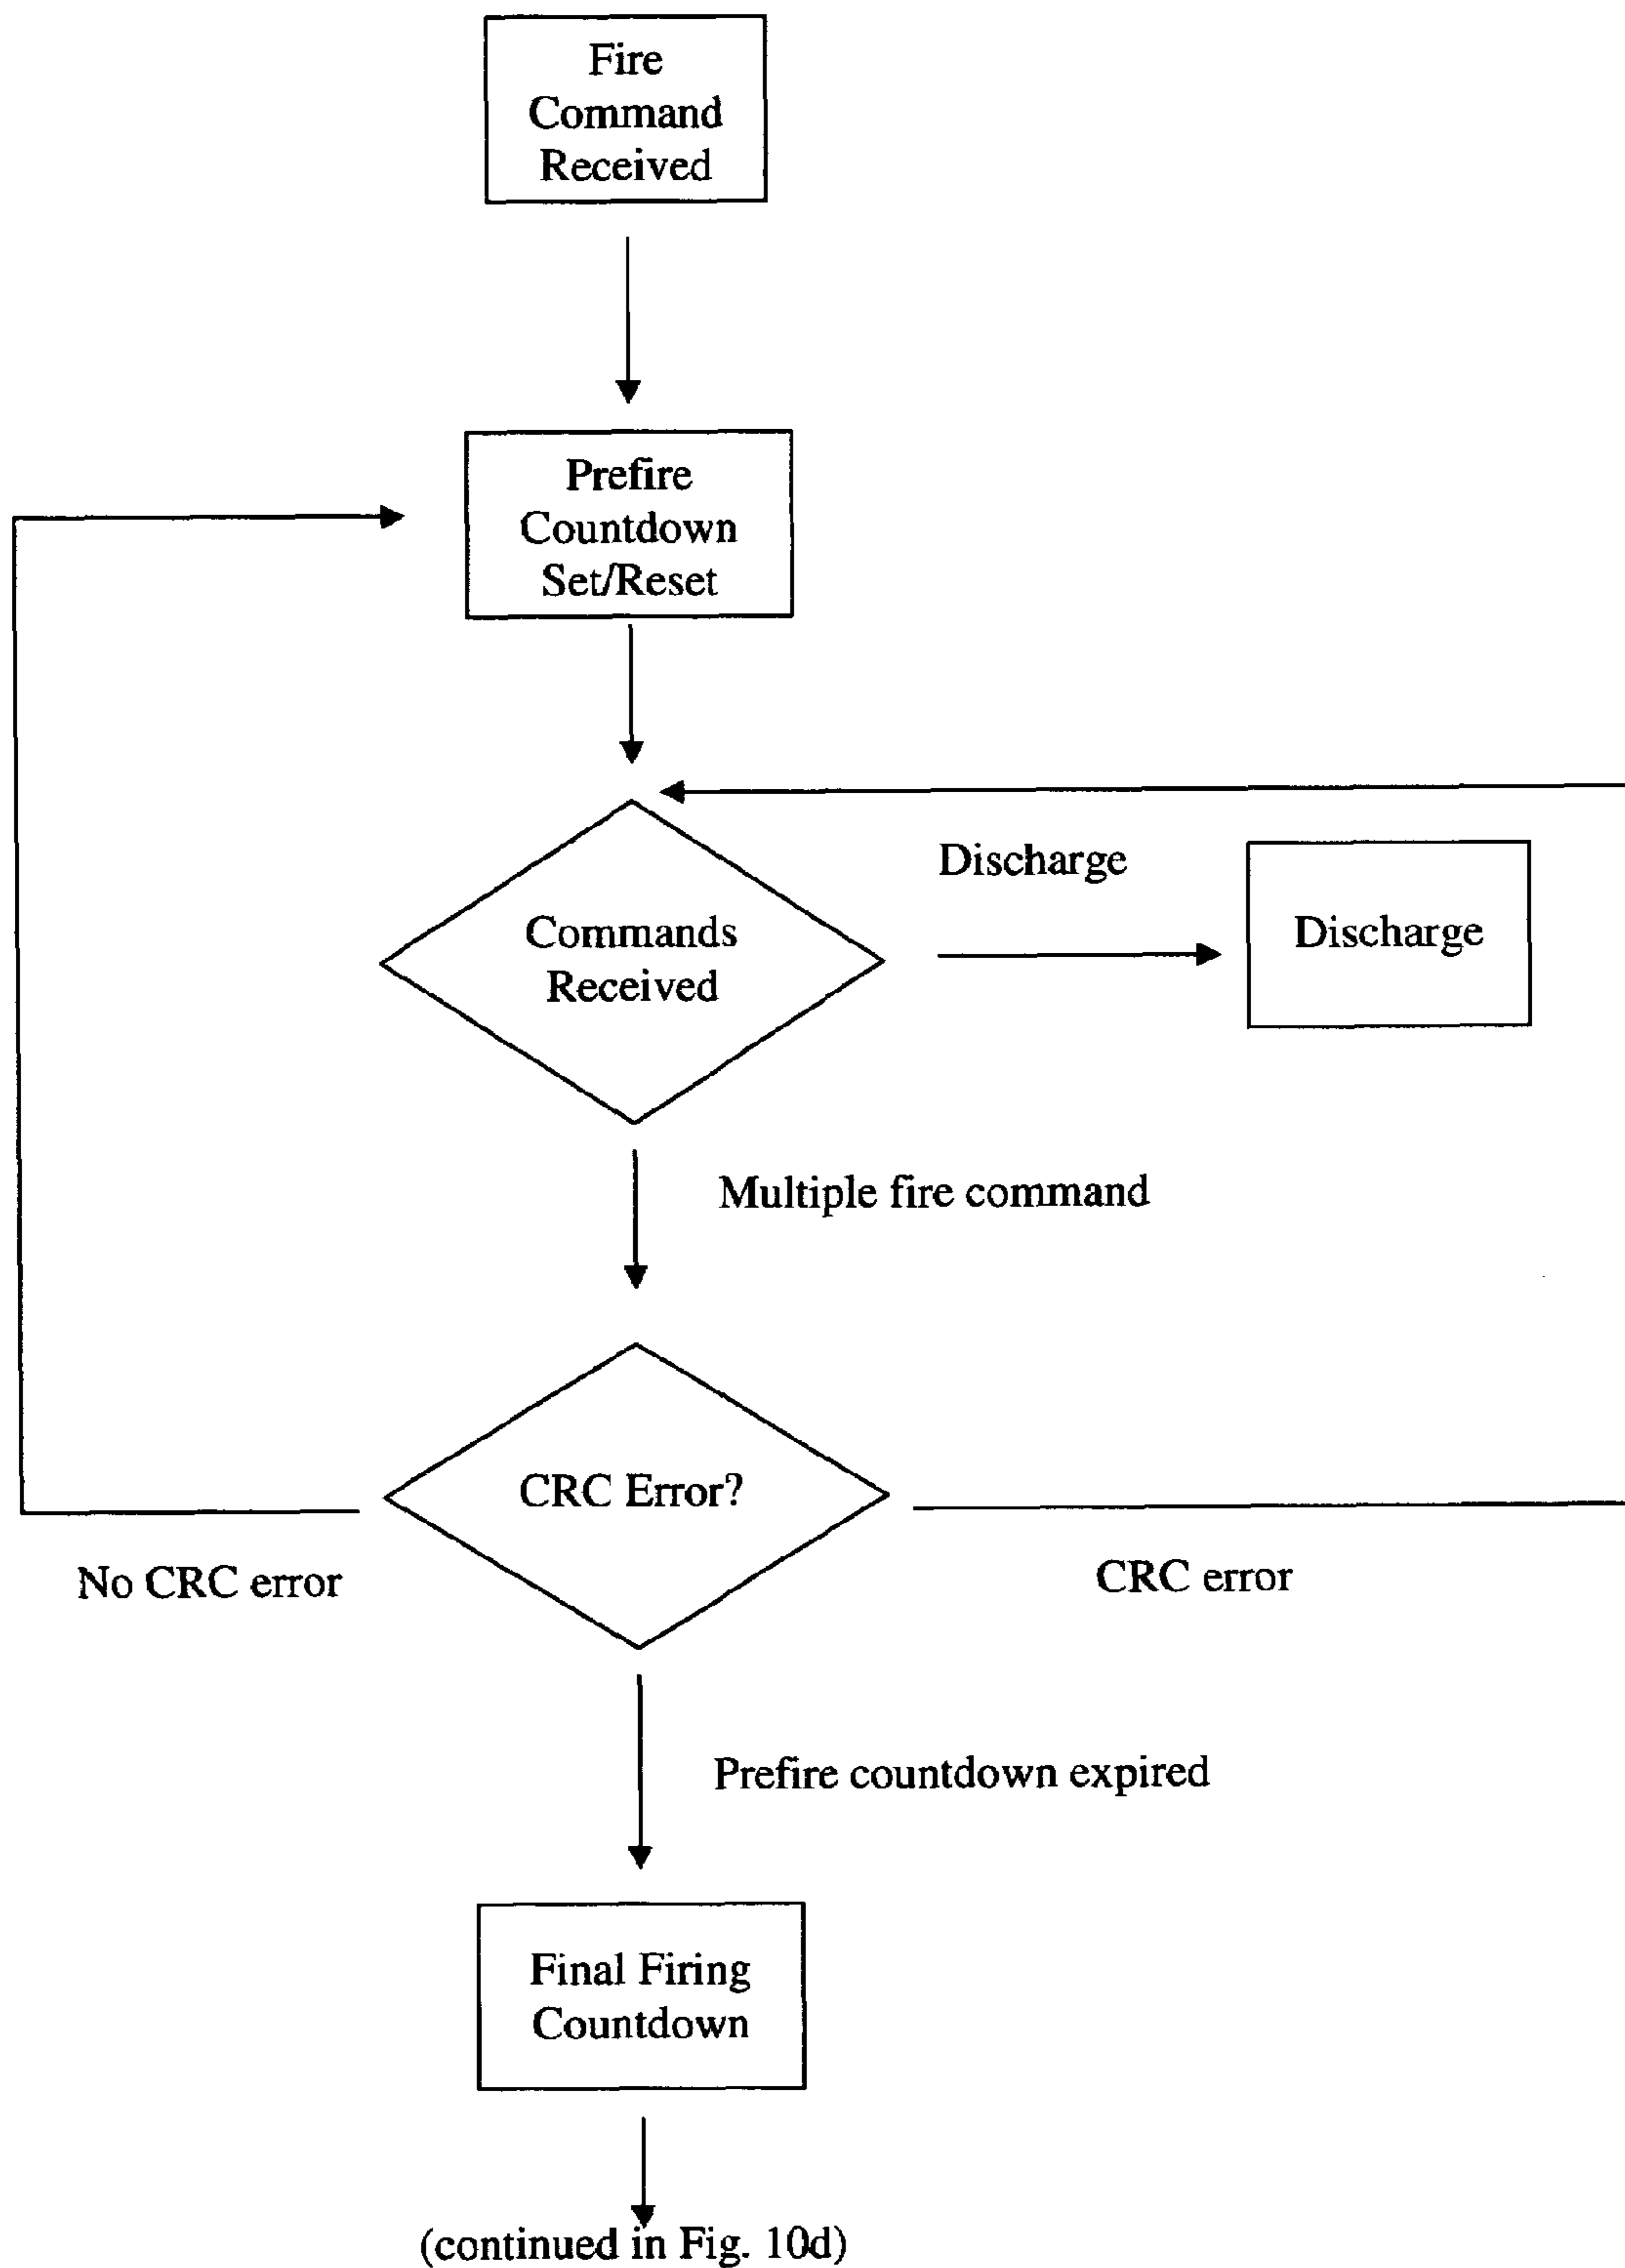 Fire
Command
Received
Prefire
Countdown
Set/Reset
Discharge
Commands
Received
Discharge
Multiple fire command
CRC Error?
No CRC error
CRC error
Prefire countdown expired
Final Firing
Countdown
(continued in Fig. 10d)